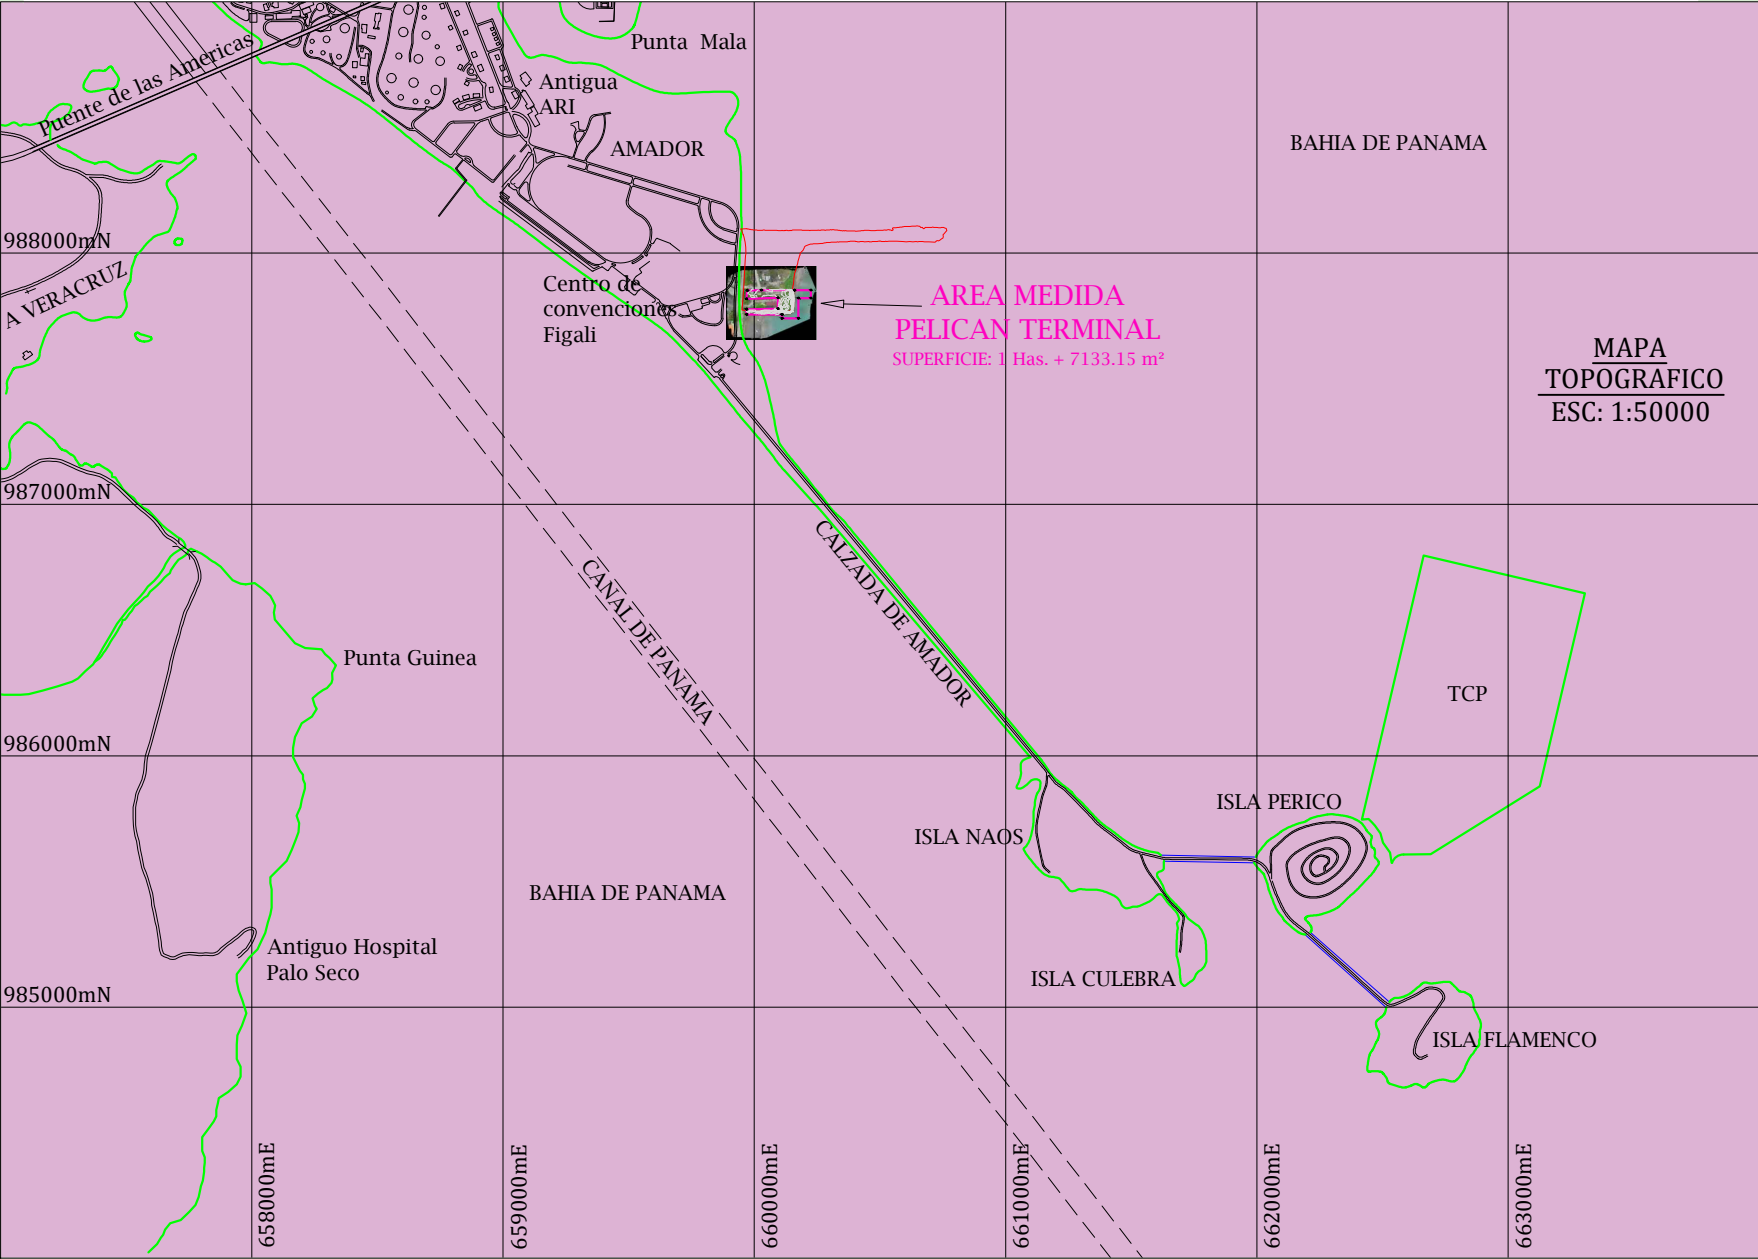 Punta Mala
Puente de las Americas
Antigua
ARI
AMADOR
BAHIA DE PANAMA
988000mN
A VERACRUZ
Centro de
convenciones
Figali
AREA MEDIDA
PELICAN TERMINAL
SUPERFICIE: 1 Has. + 7133.15 m²
MAPA
TOPOGRAFICO
ESC: 1:50000
987000mN
CALZADA DE AMADOR
CANAL DE PANAMA
Punta Guinea
TCP
986000mN
ISLA PERICO
ISLA NAOS
BAHIA DE PANAMA
Antiguo Hospital
Palo Seco
ISLA CULEBRA
985000mN
ISLA FLAMENCO
658000mE
659000mE
660000mE
661000mE
662000mE
663000mE